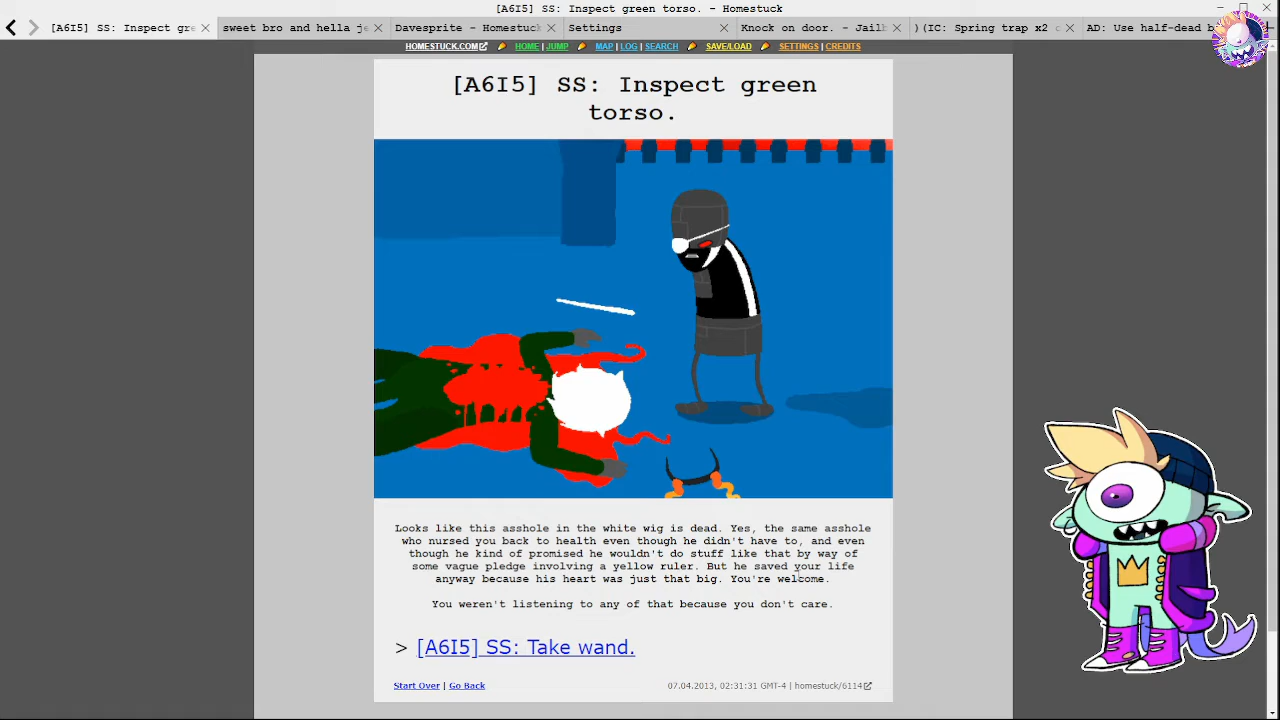 [A6I5] SS: Inspect green torso. - Homestuck
[A6I5] SS: Inspect gre
sweet bro and hella je
Davesprite - Homestuc
Settings
Knock on door. - Jailb
)(IC: Spring trap x2 c
AD: Use half-dead b
HOMESTUCK.COM
HOME | JUMP
MAP | LOG | SEARCH
SAVE/LOAD
SETTINGS | CREDITS
[A6I5] SS: Inspect green
torso.
Looks like this asshole in the white wig is dead. Yes, the same asshole
who nursed you back to health even though he didn't have to, and even
though he kind of promised he wouldn't do stuff like that by way of
some vague pledge involving a yellow ruler. But he saved your life
anyway because his heart was just that big. You're welcome.
You weren't listening to any of that because you don't care.
> [A6I5] SS: Take wand.
Start Over | Go Back
07.04.2013, 02:31:31 GMT-4 | homestuck/6114